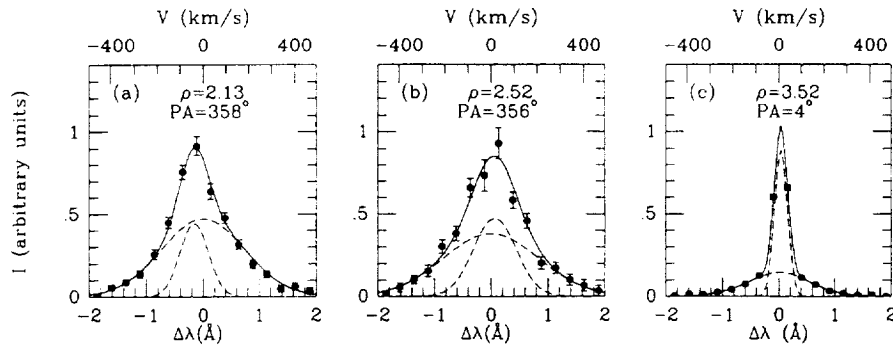 V (km/s) V (km/s) V (km/s)
−400 0 400 −400 0 400 −400 0 400
(a) ρ=2.13 PA=358°
(b) ρ=2.52 PA=356°
(c) ρ=3.52 PA=4°
I (arbitrary units)
1 1 1
.5 .5 .5
0 0 0
−2 −1 0 1 2 −2 −1 0 1 2 −2 −1 0 1 2
Δλ(Å) Δλ(Å) Δλ (Å)